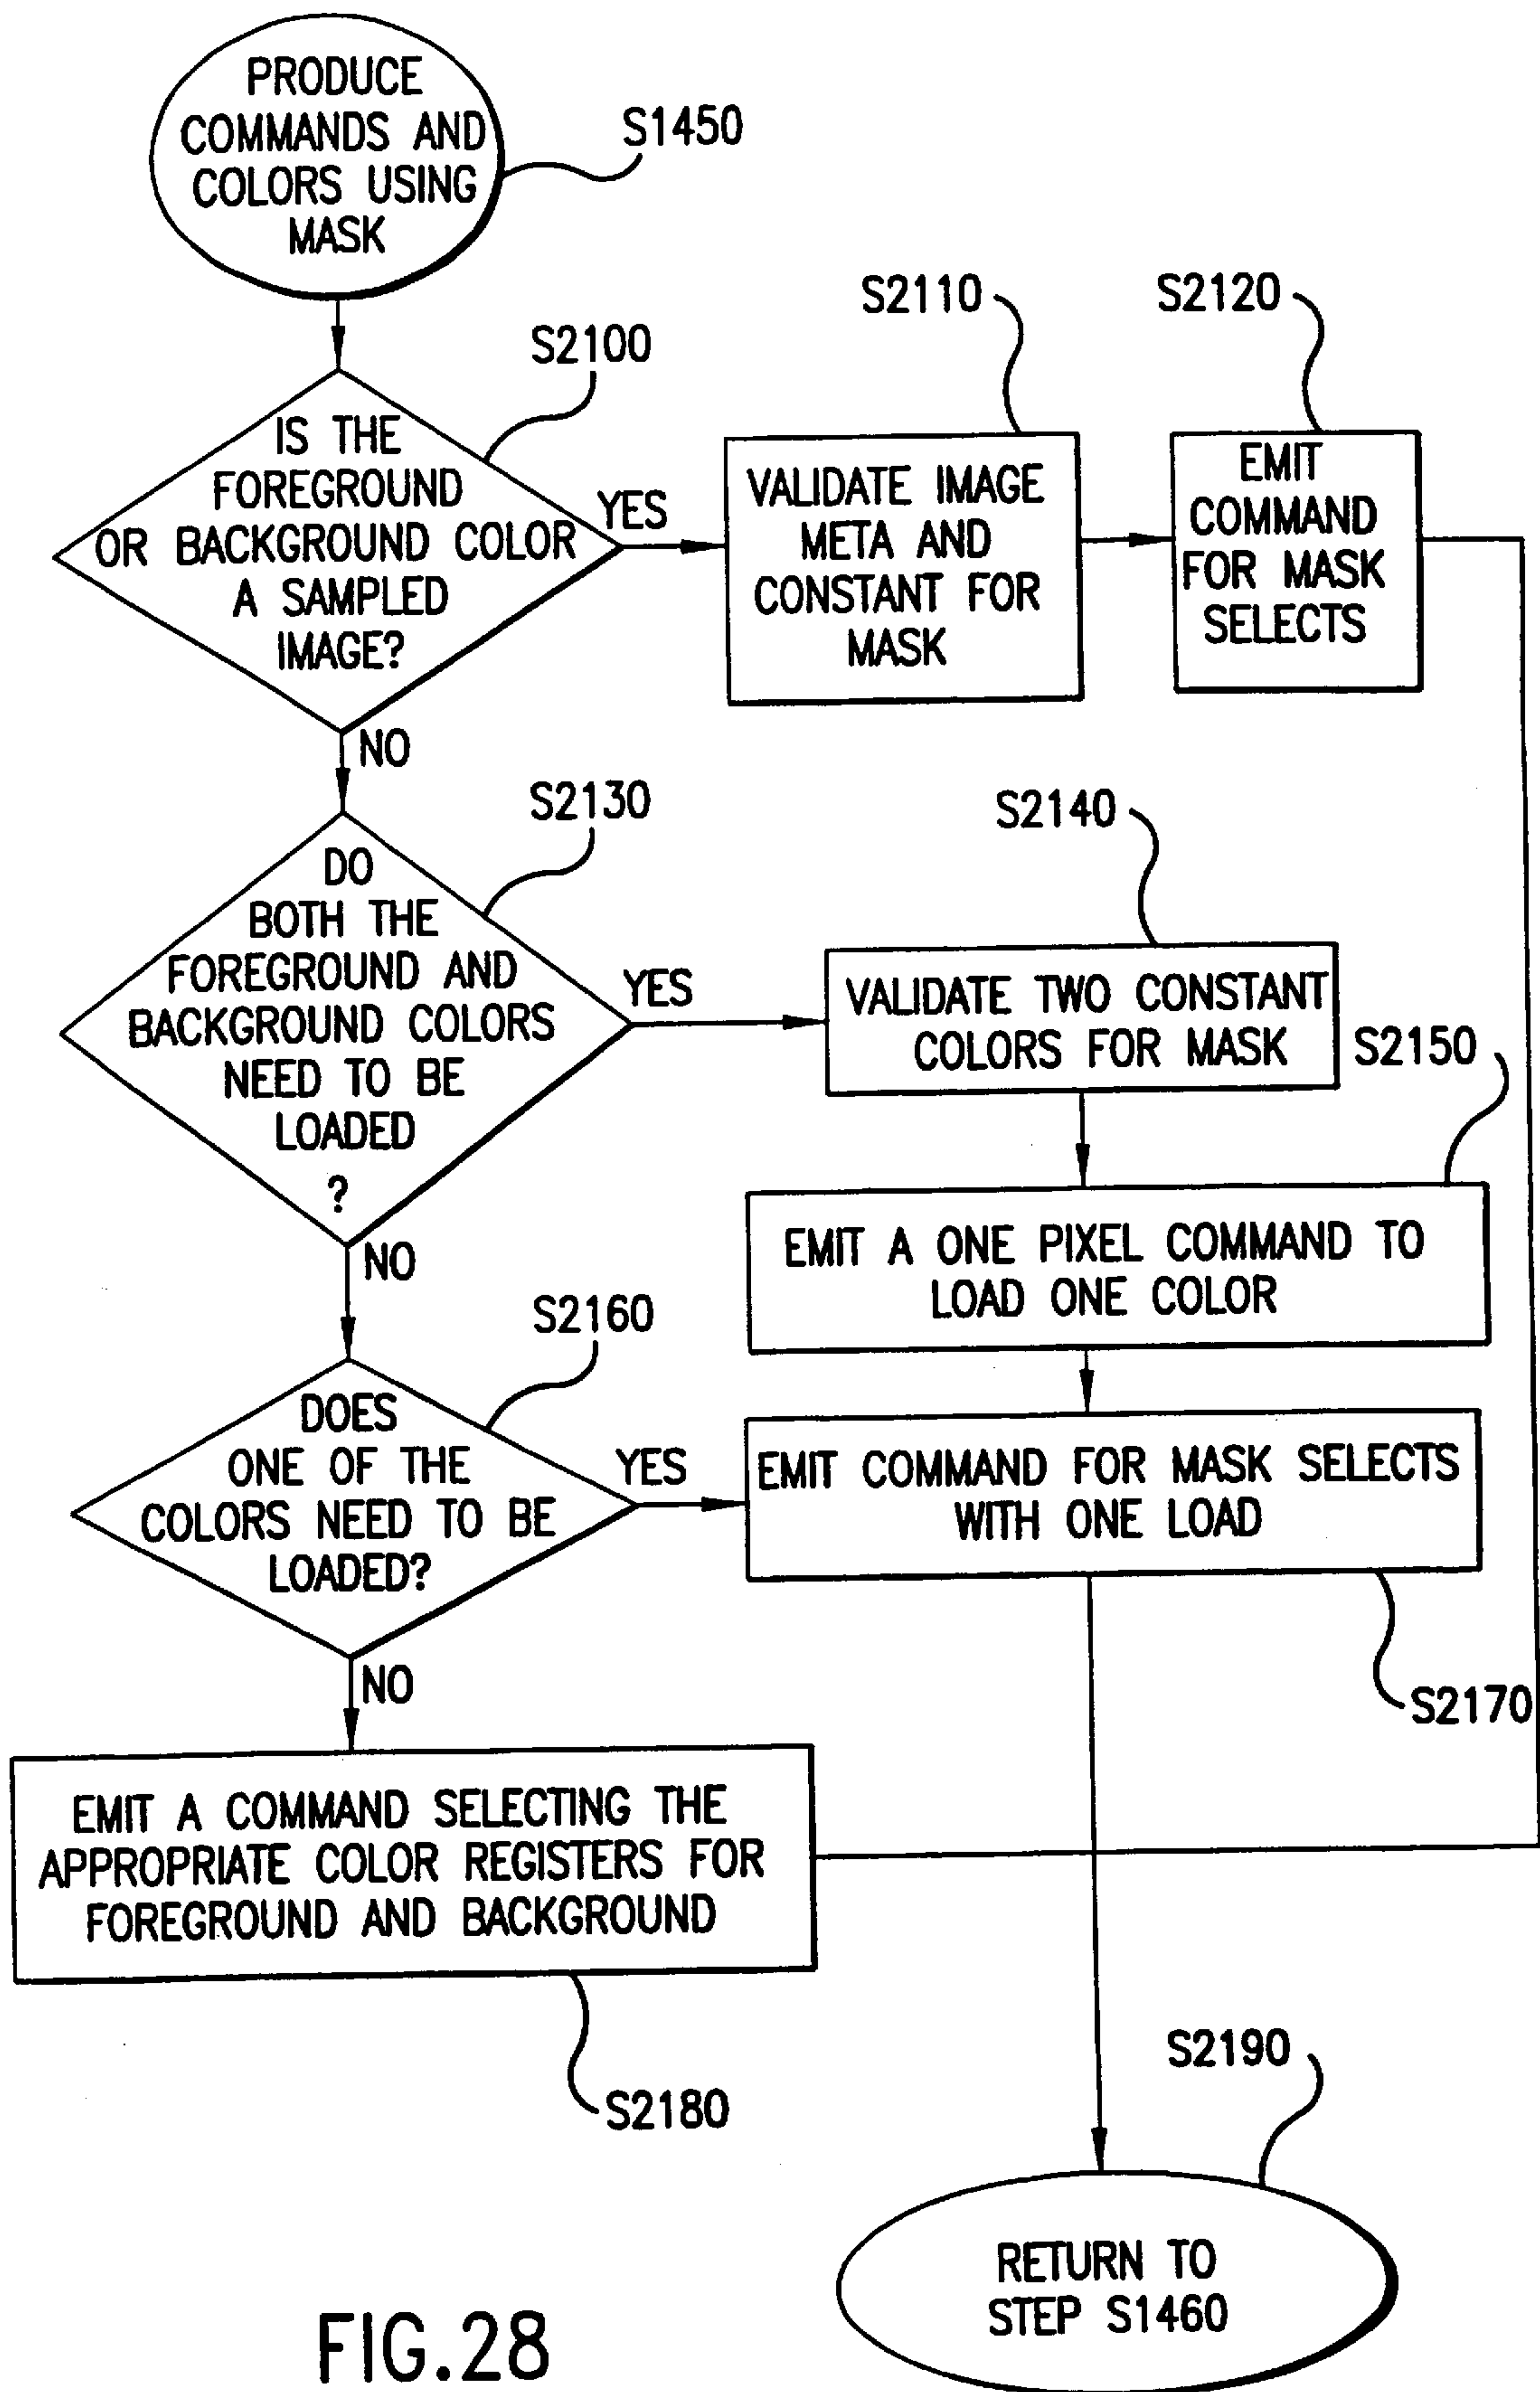 PRODUCE
COMMANDS AND
COLORS USING
MASK
S1450
S2100
IS THE
FOREGROUND
OR BACKGROUND COLOR
A SAMPLED
IMAGE?
YES
NO
S2110
VALIDATE IMAGE
META AND
CONSTANT FOR
MASK
S2120
EMIT
COMMAND
FOR MASK
SELECTS
S2130
DO
BOTH THE
FOREGROUND AND
BACKGROUND COLORS
NEED TO BE
LOADED
?
YES
NO
S2140
VALIDATE TWO CONSTANT
COLORS FOR MASK
S2150
EMIT A ONE PIXEL COMMAND TO
LOAD ONE COLOR
S2160
DOES
ONE OF THE
COLORS NEED TO BE
LOADED?
YES
NO
EMIT COMMAND FOR MASK SELECTS
WITH ONE LOAD
S2170
EMIT A COMMAND SELECTING THE
APPROPRIATE COLOR REGISTERS FOR
FOREGROUND AND BACKGROUND
S2180
S2190
RETURN TO
STEP S1460
FIG.28